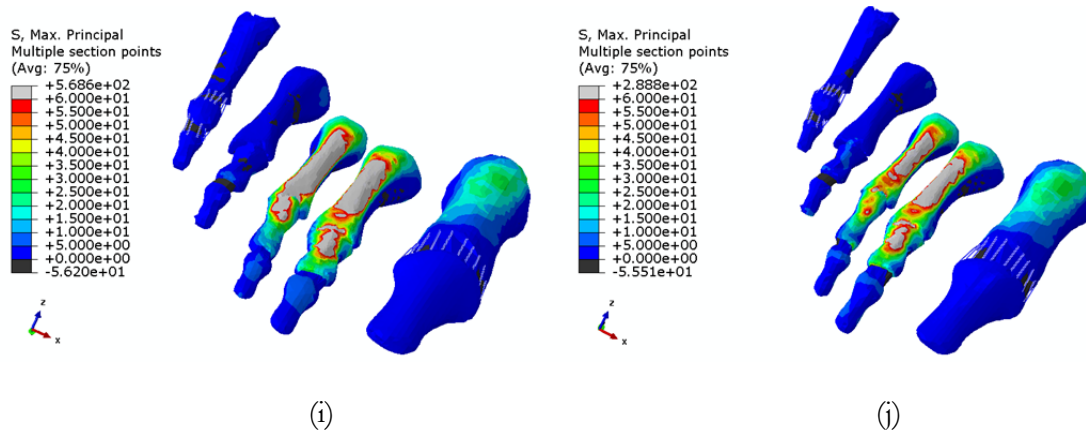 S, Max. Principal
Multiple section points
(Avg: 75%)
+5.686e+02
+6.000e+01
+5.500e+01
+5.000e+01
+4.500e+01
+4.000e+01
+3.500e+01
+3.000e+01
+2.500e+01
+2.000e+01
+1.500e+01
+1.000e+01
+5.000e+00
+0.000e+00
-5.620e+01
z
x
(i)
S, Max. Principal
Multiple section points
(Avg: 75%)
+2.888e+02
+6.000e+01
+5.500e+01
+5.000e+01
+4.500e+01
+4.000e+01
+3.500e+01
+3.000e+01
+2.500e+01
+2.000e+01
+1.500e+01
+1.000e+01
+5.000e+00
+0.000e+00
-5.551e+01
z
x
(j)